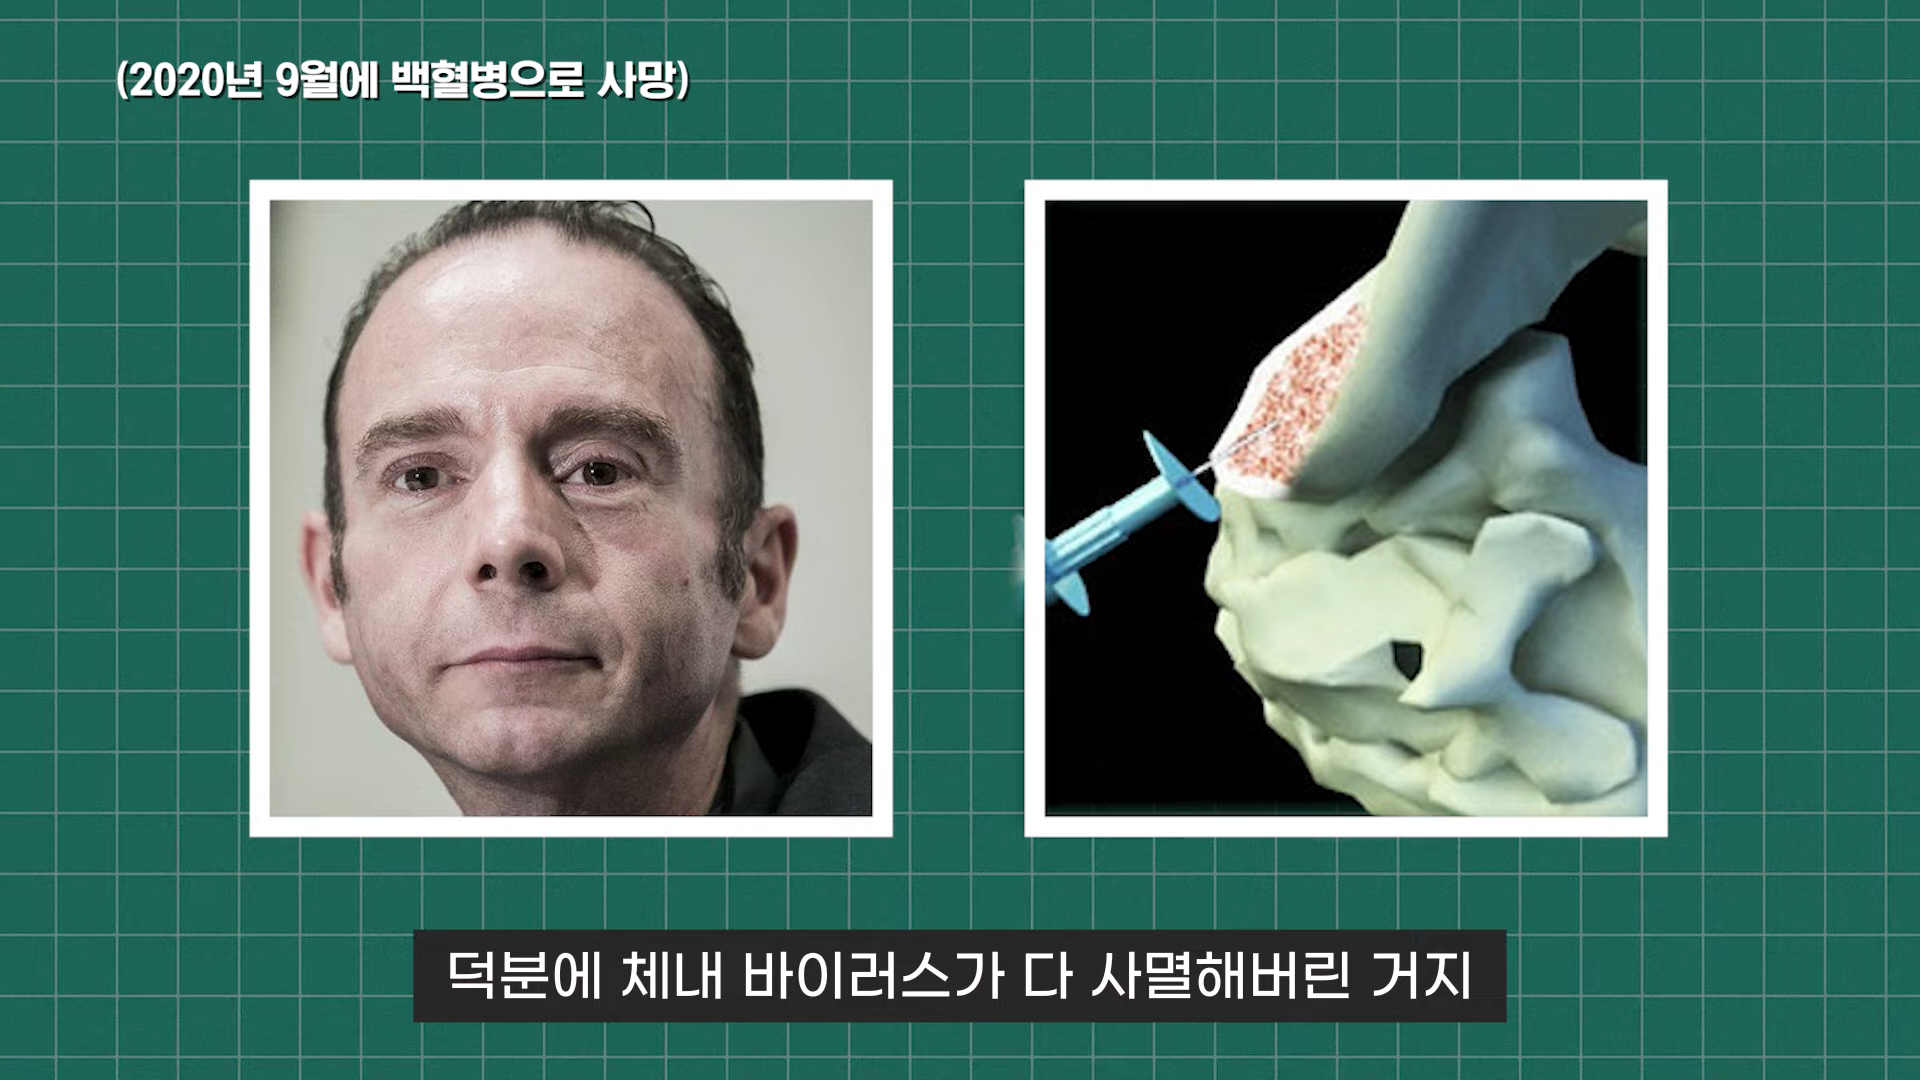 (2020년 9월에 백혈병으로 사망)
덕분에 체내 바이러스가 다 사멸해버린 거지